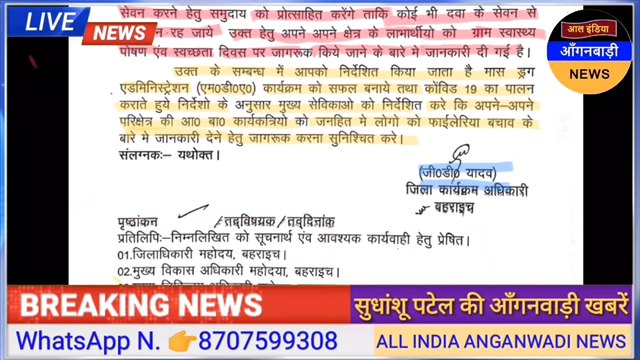 सेवन करने हेतु समुदाय को प्रोत्साहित करेंगे ताकि कोई भी दवा के सेवन से
रह जाये उक्त हेतु अपने अपने क्षेत्र के लाभार्थीयो को ग्राम स्वास्थ्य
पोषण एंव स्वच्छता दिवस पर जागरूक किये जाने के बारे मे जानकारी दी गई है।
उक्त के सम्बन्ध में आपको निर्देशित किया जाता है मास ड्रग
एडमिनिस्ट्रेशन (एम0डी0ए0) कार्यक्रम को सफल बनाये तथा कोंविड 19 का पालन
कराते हुये निर्देशो के अनुसार मुख्य सेविकाओ को निर्देशित करे कि अपने–अपने
परिक्षेत्र की आ0 बा0 कार्यकत्रियो को जनहित मे लोगो को फाईलेरिया बचाव के
बारे मे जानकारी देने हेतु जागरूक करना सुनिश्चित करे।
संलग्नकः– यथोक्त।
(जी0डी0 यादव)
जिला कार्यक्रम अधिकारी
बहराइच
पृष्ठांकन /तद्विषयक/तद्दिनांक
प्रतिलिपिः–निम्नलिखित को सूचनार्थ एंव आवश्यक कार्यवाही हेतु प्रेषित।
01.जिलाधिकारी महोदय, बहराइच।
02.मुख्य विकास अधिकारी महोदया, बहराइच।
LIVE NEWS
आल इंडिया
आँगनबाड़ी
NEWS
BREAKING NEWS
सुधांशू पटेल की आँगनवाड़ी खबरें
WhatsApp N. 👉8707599308
ALL INDIA ANGANWADI NEWS